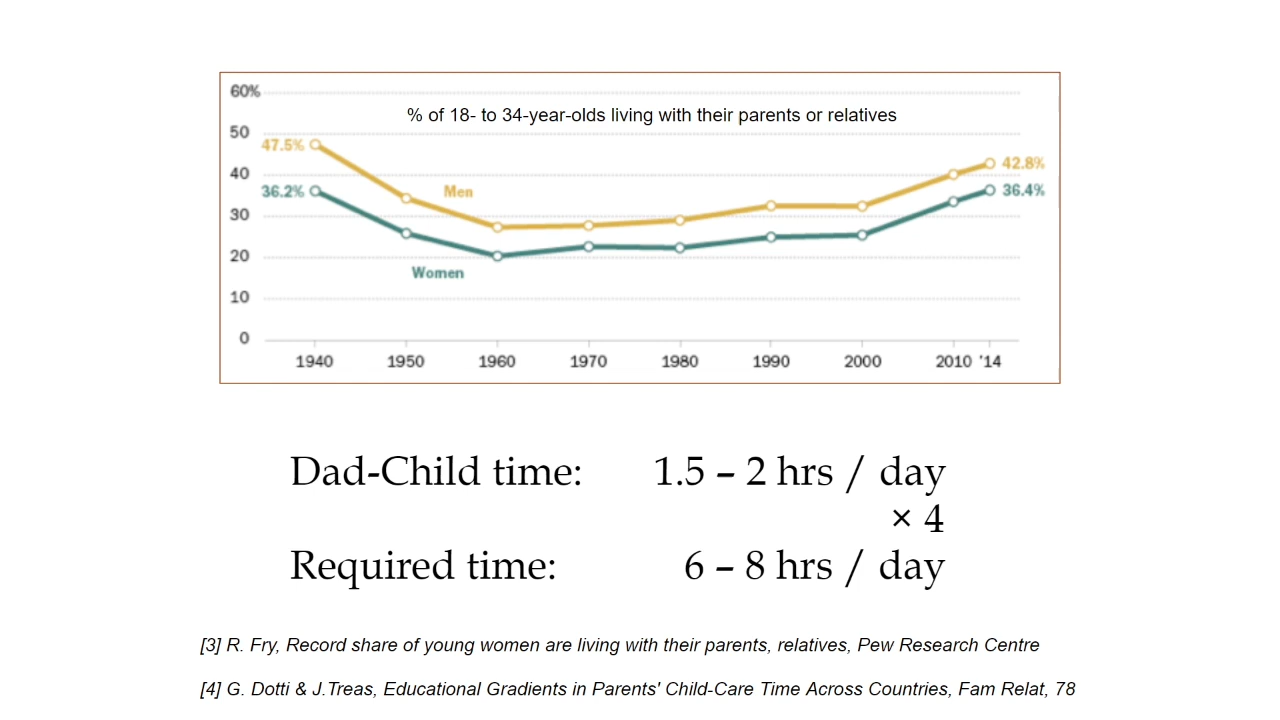 60%
% of 18- to 34-year-olds living with their parents or relatives
50
47.5%
42.8%
40
36.2%
Men
36.4%
30
20
Women
10
0
1940 1950 1960 1970 1980 1990 2000 2010 '14
Dad-Child time: 1.5 – 2 hrs / day
× 4
Required time: 6 – 8 hrs / day
[3] R. Fry, Record share of young women are living with their parents, relatives, Pew Research Centre
[4] G. Dotti & J.Treas, Educational Gradients in Parents' Child-Care Time Across Countries, Fam Relat, 78